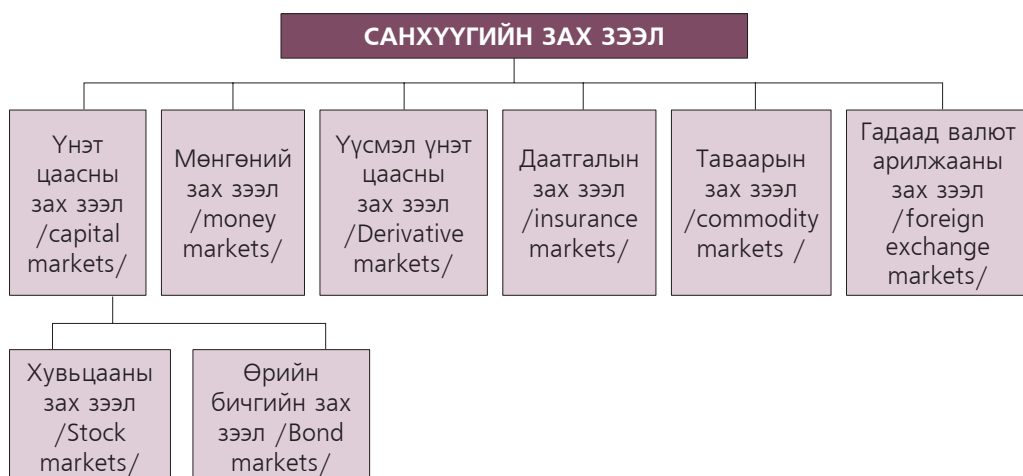 САНХҮҮГИЙН ЗАХ ЗЭЭЛ
Үнэт
цаасны
зах зээл
/capital
markets/
Мөнгөний
зах зээл
/money
markets/
Үүсмэл үнэт
цаасны
зах зээл
/Derivative
markets/
Даатгалын
зах зээл
/insurance
markets/
Таваарын
зах зээл
/commodity
markets /
Гадаад валют
арилжааны
зах зээл
/foreign
exchange
markets/
Хувьцааны
зах зээл
/Stock
markets/
Өрийн
бичгийн зах
зээл /Bond
markets/